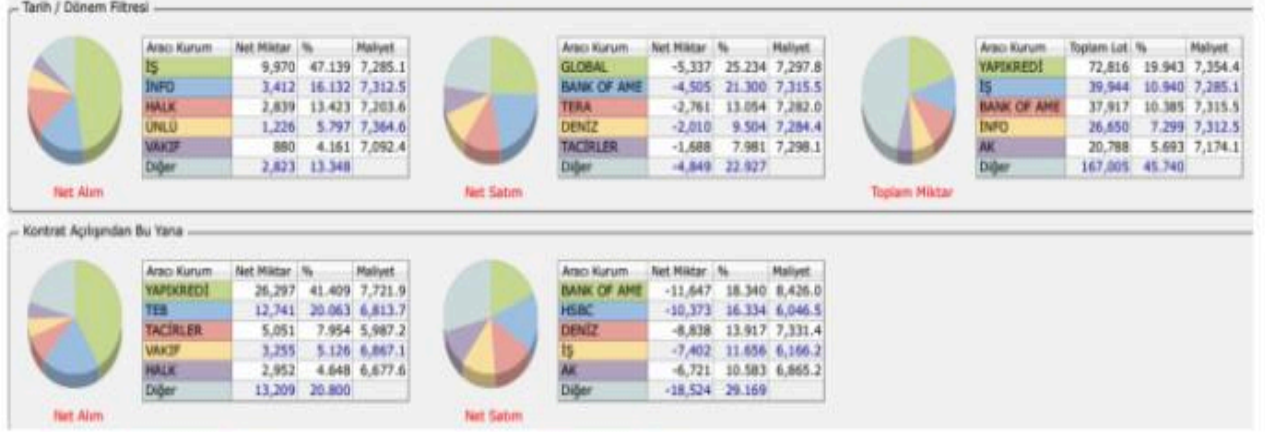 Tarih / Dönem Filtresi
Aracı Kurum Net Miktar % Maliyet
İŞ 9,970 47.139 7,285.1
İNFO 3,412 16.132 7,312.5
HALK 2,839 13.423 7,203.6
ÜNLÜ 1,226 5.797 7,364.6
VAKIF 880 4.161 7,092.4
Diğer 2,823 13.348
Net Alım
Aracı Kurum Net Miktar % Maliyet
GLOBAL -5,337 25.234 7,297.8
BANK OF AME -4,505 21.300 7,315.5
TERA -2,761 13.054 7,282.0
DENİZ -2,010 9.504 7,284.4
TACİRLER -1,688 7.981 7,298.1
Diğer -4,849 22.927
Net Satım
Aracı Kurum Toplam Lot % Maliyet
YAPIKREDİ 72,816 19.943 7,354.4
İŞ 39,944 10.940 7,285.1
BANK OF AME 37,917 10.385 7,315.5
İNFO 26,650 7.299 7,312.5
AK 20,788 5.693 7,174.1
Diğer 167,005 45.740
Toplam Miktar
Kontrat Açılışından Bu Yana
Aracı Kurum Net Miktar % Maliyet
YAPIKREDİ 26,297 41.409 7,721.9
TEB 12,741 20.063 6,813.7
TACİRLER 5,051 7.954 5,987.2
VAKIF 3,255 5.126 6,867.1
HALK 2,952 4.648 6,677.6
Diğer 13,209 20.800
Net Alım
Aracı Kurum Net Miktar % Maliyet
BANK OF AME -11,647 18.340 8,426.0
HSBC -10,373 16.334 6,046.5
DENİZ -8,838 13.917 7,331.4
İŞ -7,402 11.656 6,166.2
AK -6,721 10.583 6,865.2
Diğer -18,524 29.169
Net Satım